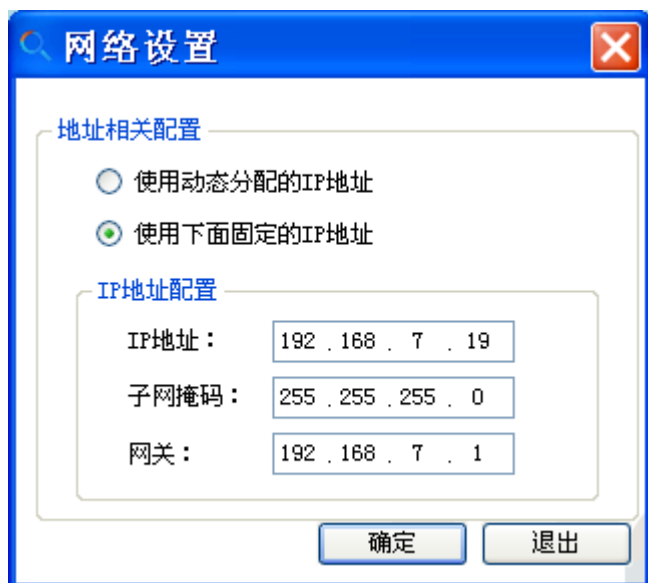 网络设置
地址相关配置
使用动态分配的IP地址
使用下面固定的IP地址
IP地址配置
IP地址： 192 . 168 . 7 . 19
子网掩码： 255 . 255 . 255 . 0
网关： 192 . 168 . 7 . 1
确定 退出